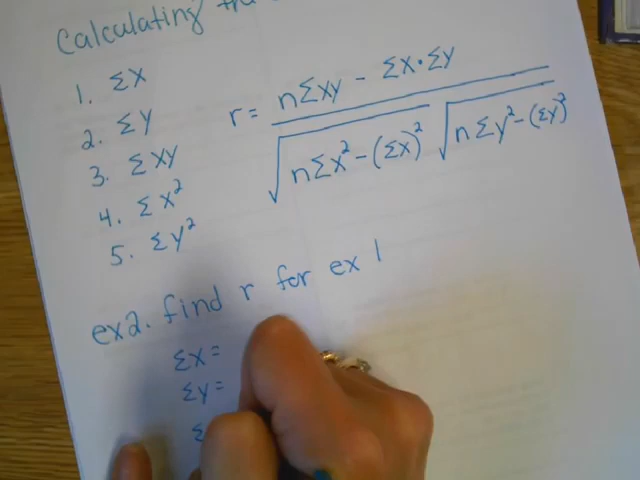 Calculating the
1. Σx
2. Σy
3. Σxy
4. Σx²
5. Σy²
r = nΣxy - Σx·Σy / √nΣx²-(Σx)² √nΣy²-(Σy)²
ex2. find r for ex 1
Σx=
Σy=
Σ